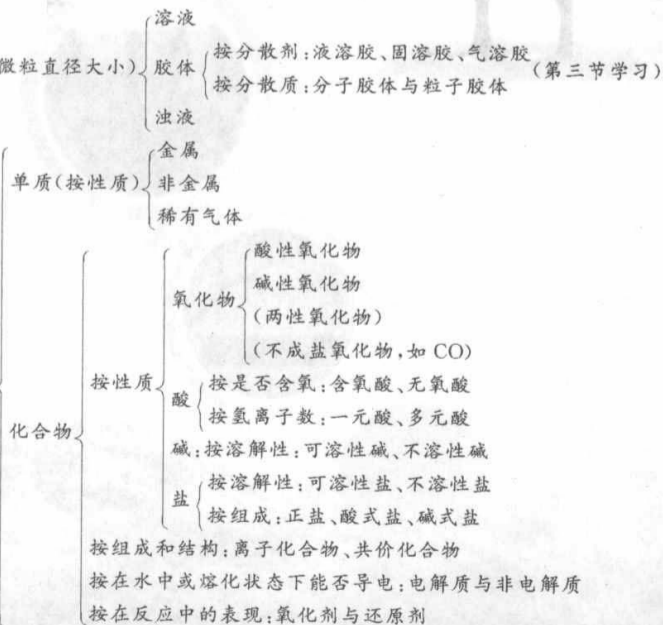 溶液
微粒直径大小)
胶体
按分散剂:液溶胶、固溶胶、气溶胶
按分散质:分子胶体与粒子胶体
(第三节学习)
浊液
单质(按性质)
金属
非金属
稀有气体
化合物
按性质
氧化物
酸性氧化物
碱性氧化物
(两性氧化物)
(不成盐氧化物,如 CO)
酸
按是否含氧:含氧酸、无氧酸
按氢离子数:一元酸、多元酸
碱:按溶解性:可溶性碱、不溶性碱
盐
按溶解性:可溶性盐、不溶性盐
按组成:正盐、酸式盐、碱式盐
按组成和结构:离子化合物、共价化合物
按在水中或熔化状态下能否导电:电解质与非电解质
按在反应中的表现:氧化剂与还原剂